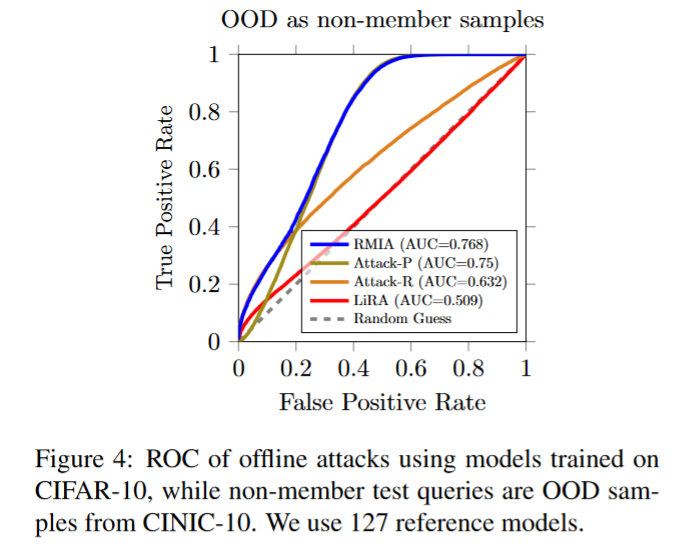 OOD as non-member samples
1
0.8
0.6
0.4
0.2
0
True Positive Rate
RMIA (AUC=0.768)
Attack-P (AUC=0.75)
Attack-R (AUC=0.632)
LiRA (AUC=0.509)
Random Guess
0 0.2 0.4 0.6 0.8 1
False Positive Rate
Figure 4: ROC of offline attacks using models trained on
CIFAR-10, while non-member test queries are OOD sam-
ples from CINIC-10. We use 127 reference models.